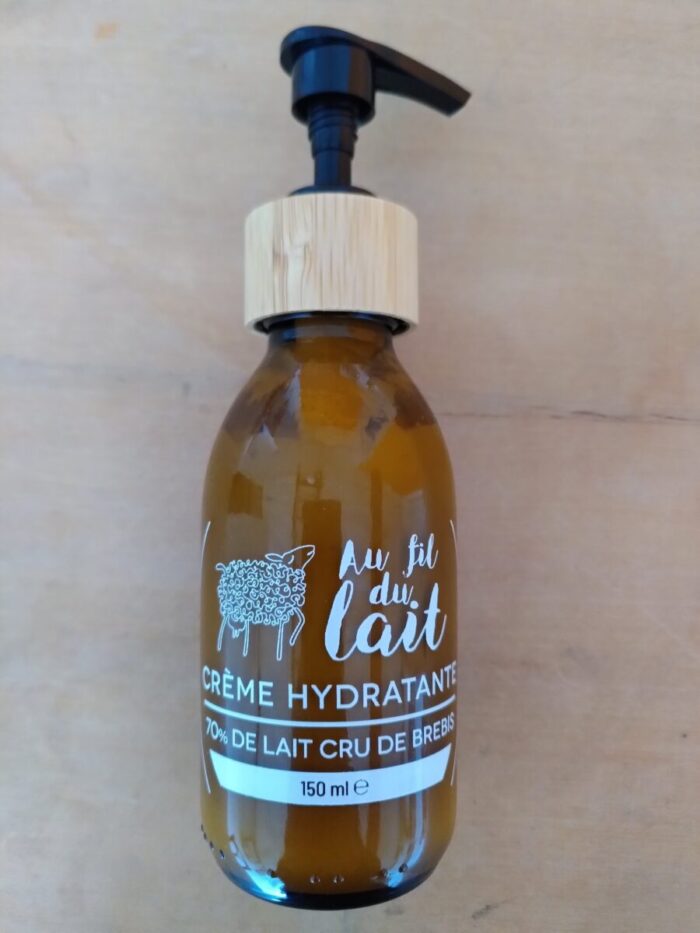 Au fil
du
lait
CRÈME HYDRATANTE
70% DE LAIT CRU DE BREBIS
150 ml ℮